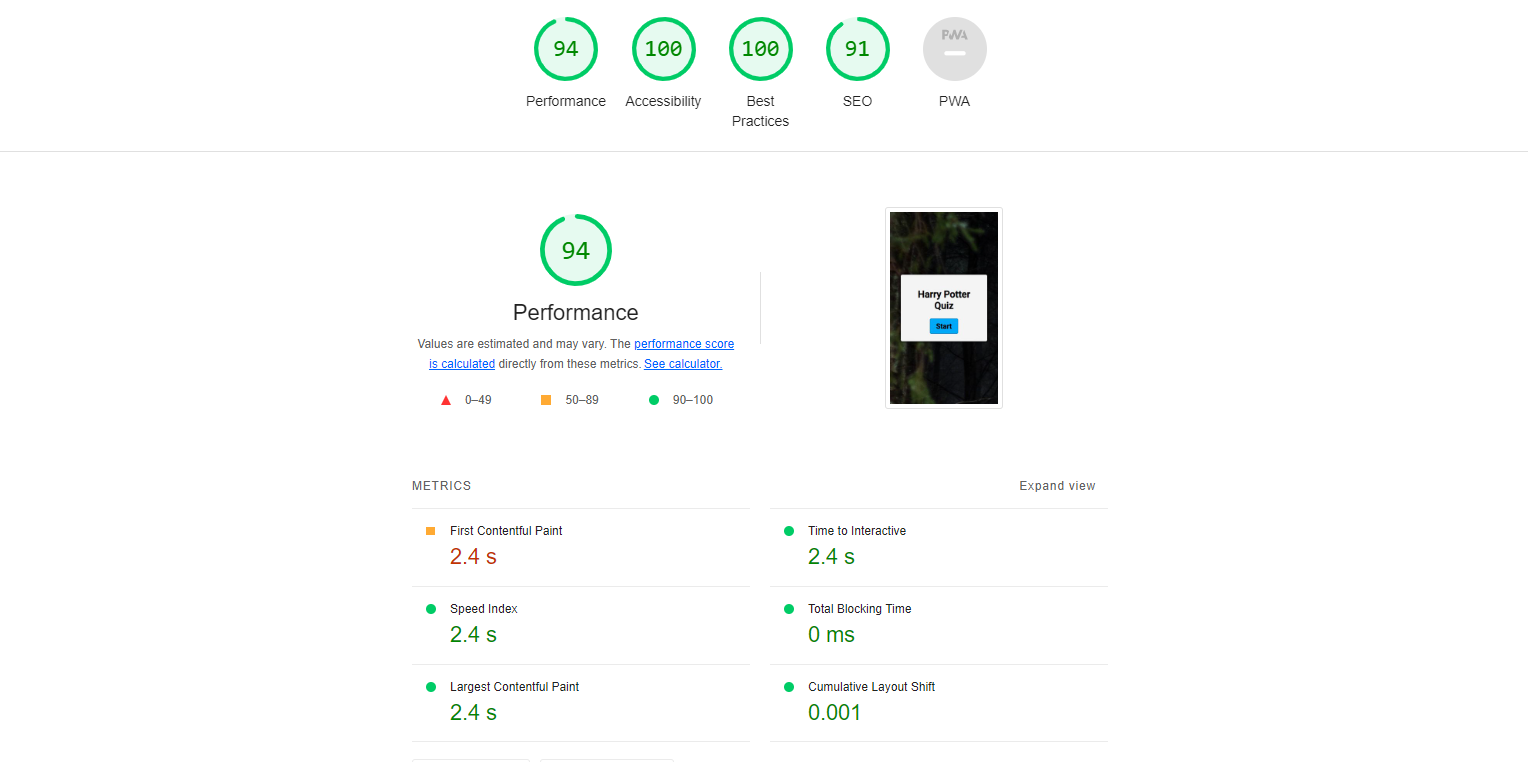 94
100
100
91
PWA
Performance
Accessibility
Best
Practices
SEO
PWA
94
Performance
Values are estimated and may vary. The performance score
is calculated directly from these metrics. See calculator.
0–49
50–89
90–100
Harry Potter
Quiz
Start
METRICS
Expand view
First Contentful Paint
2.4 s
Time to Interactive
2.4 s
Speed Index
2.4 s
Total Blocking Time
0 ms
Largest Contentful Paint
2.4 s
Cumulative Layout Shift
0.001